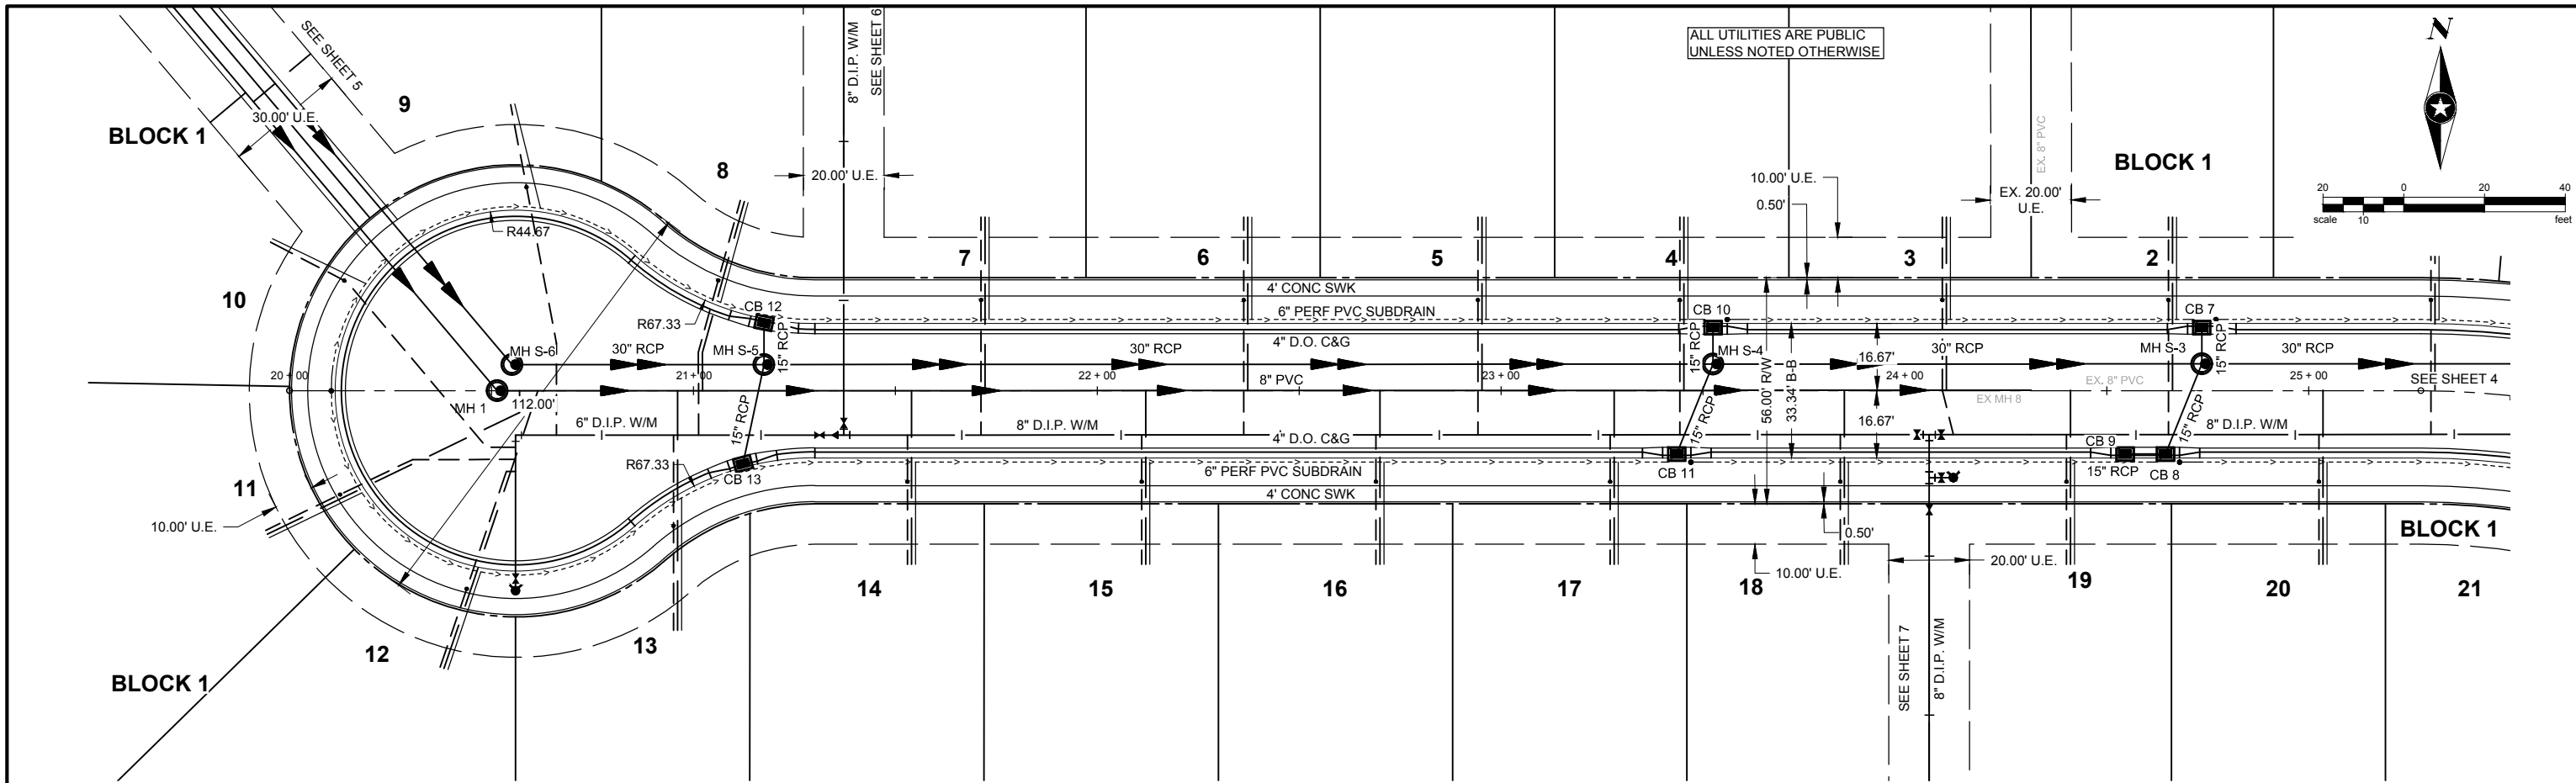 SEE SHEET 5
30.00' U.E.
BLOCK 1
9
8
8" D.I.P. W/M
SEE SHEET 6
20.00' U.E.
ALL UTILITIES ARE PUBLIC
UNLESS NOTED OTHERWISE
10.00' U.E.
0.50'
EX. 20.00'
U.E.
EX. 8" PVC
BLOCK 1
N
20
0
20
40
scale
10
feet
R44.67
10
7
6
5
4
3
2
4' CONC SWK
6" PERF PVC SUBDRAIN
4" D.O. C&G
R67.33
CB 12
CB 10
CB 7
15" RCP
15" RCP
15" RCP
MH S-6
30" RCP
MH S-5
30" RCP
MH S-4
16.67'
30" RCP
MH S-3
30" RCP
20 + 00
21 + 00
22 + 00
23 + 00
24 + 00
25 + 00
8" PVC
EX. 8" PVC
EX MH 8
SEE SHEET 4
MH 1
112.00'
56.00' R/W
33.34' B-B
16.67'
6" D.I.P. W/M
8" D.I.P. W/M
8" D.I.P. W/M
15" RCP
15" RCP
15" RCP
4" D.O. C&G
R67.33
CB 13
6" PERF PVC SUBDRAIN
4' CONC SWK
CB 11
CB 9
15" RCP
CB 8
11
10.00' U.E.
0.50'
10.00' U.E.
20.00' U.E.
BLOCK 1
12
13
14
15
16
17
18
19
20
21
SEE SHEET 7
8" D.I.P. W/M
BLOCK 1